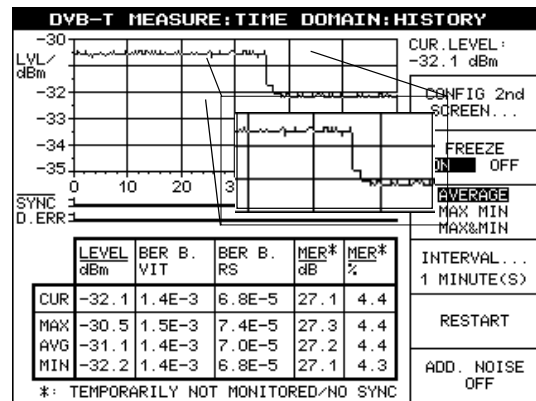 DVB-T MEASURE:TIME DOMAIN:HISTORY
CUR.LEVEL:
-32.1 dBm
-30
LVL/
dBm
-32
-33
-34
-35
0 10 20 3
SYNC
D.ERR
CONFIG 2nd
SCREEN...
FREEZE
ON OFF
AVERAGE
MAX MIN
MAX&MIN
INTERVAL...
1 MINUTE(S)
RESTART
ADD. NOISE
OFF
LEVEL BER B. BER B. MER* MER*
dBm VIT RS dB %
CUR -32.1 1.4E-3 6.8E-5 27.1 4.4
MAX -30.5 1.5E-3 7.4E-5 27.3 4.4
AVG -31.1 1.4E-3 7.0E-5 27.2 4.4
MIN -32.2 1.4E-3 6.8E-5 27.1 4.3
*: TEMPORARILY NOT MONITORED/NO SYNC